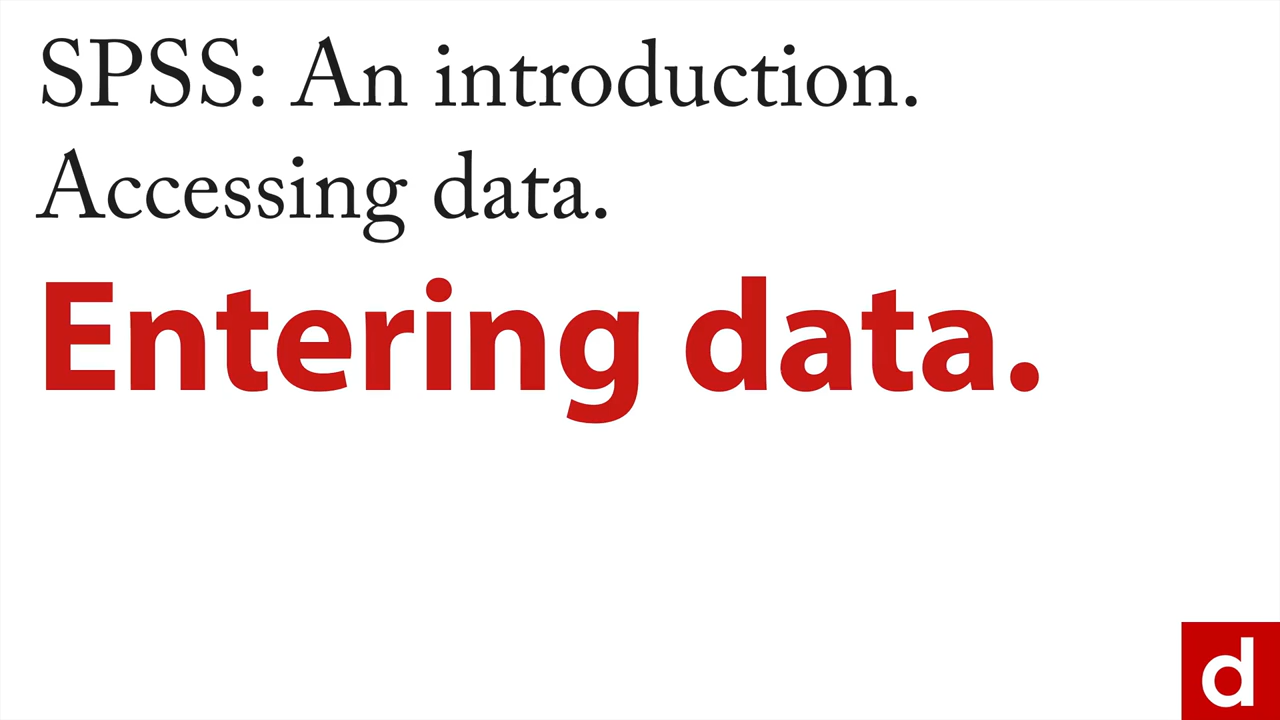 SPSS: An introduction.
Accessing data.
Entering data.
d